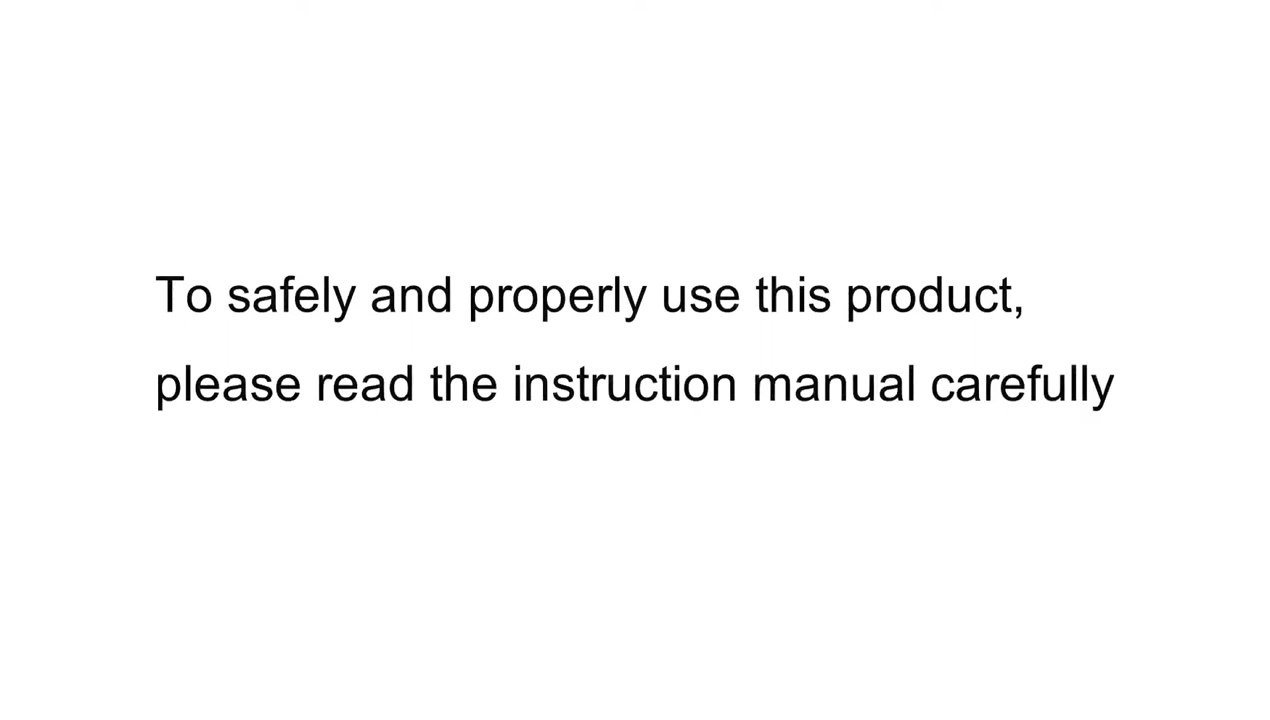 To safely and properly use this product,
please read the instruction manual carefully